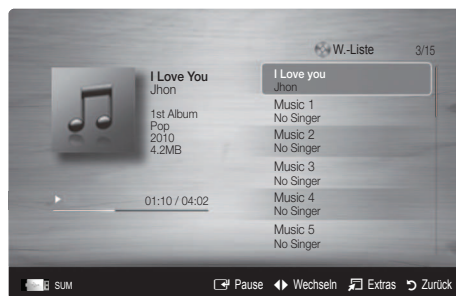 W.-Liste 3/15
I Love You
Jhon
1st Album
Pop
2010
4.2MB
01:10 / 04:02
I Love you
Jhon
Music 1
No Singer
Music 2
No Singer
Music 3
No Singer
Music 4
No Singer
Music 5
No Singer
SUM Pause Wechseln Extras Zurück